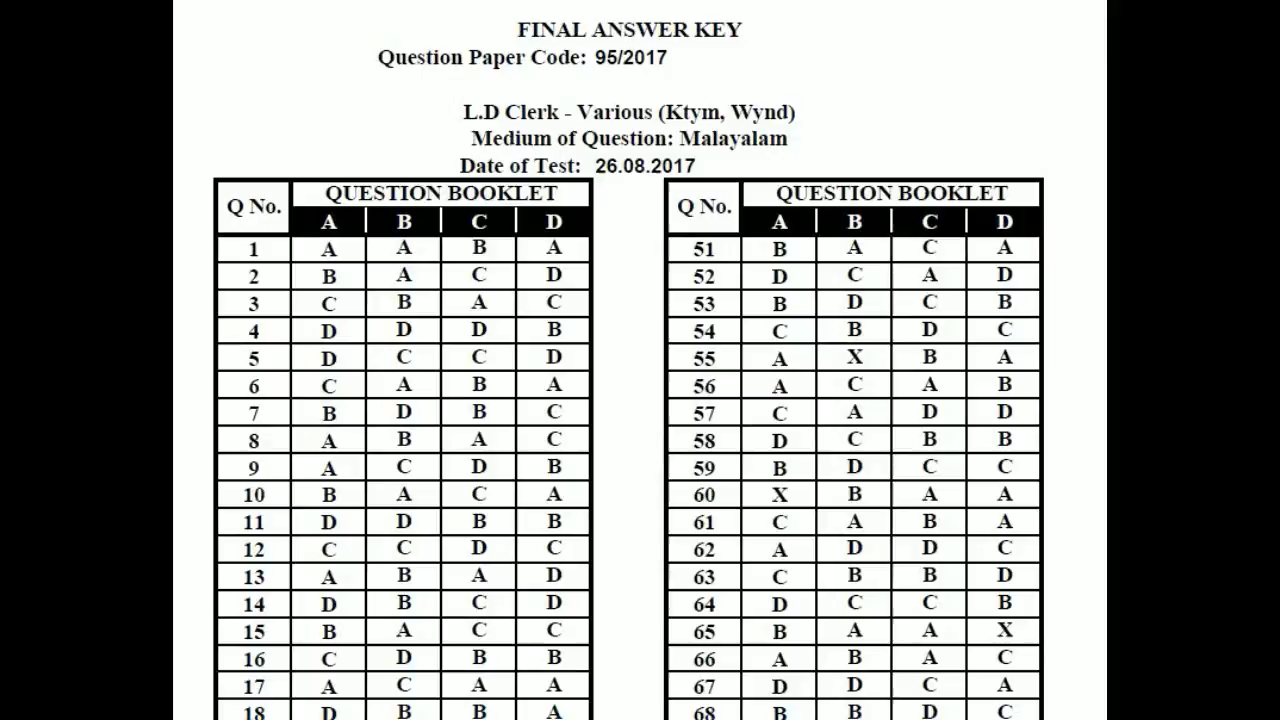 FINAL ANSWER KEY
Question Paper Code: 95/2017
L.D Clerk - Various (Ktym, Wynd)
Medium of Question: Malayalam
Date of Test: 26.08.2017
Q No. QUESTION BOOKLET Q No. QUESTION BOOKLET
A B C D A B C D
1 A A B A 51 B A C A
2 B A C D 52 D C A D
3 C B A C 53 B D C B
4 D D D B 54 C B D C
5 D C C D 55 A X B A
6 C A B A 56 A C A B
7 B D B C 57 C A D D
8 A B A C 58 D C B B
9 A C D B 59 B D C C
10 B A C A 60 X B A A
11 D D B B 61 C A B A
12 C C D C 62 A D D C
13 A B A D 63 C B B D
14 D B C D 64 D C C B
15 B A C C 65 B A A X
16 C D B B 66 A B A C
17 A C A A 67 D D C A
18 D B B A 68 B B D C